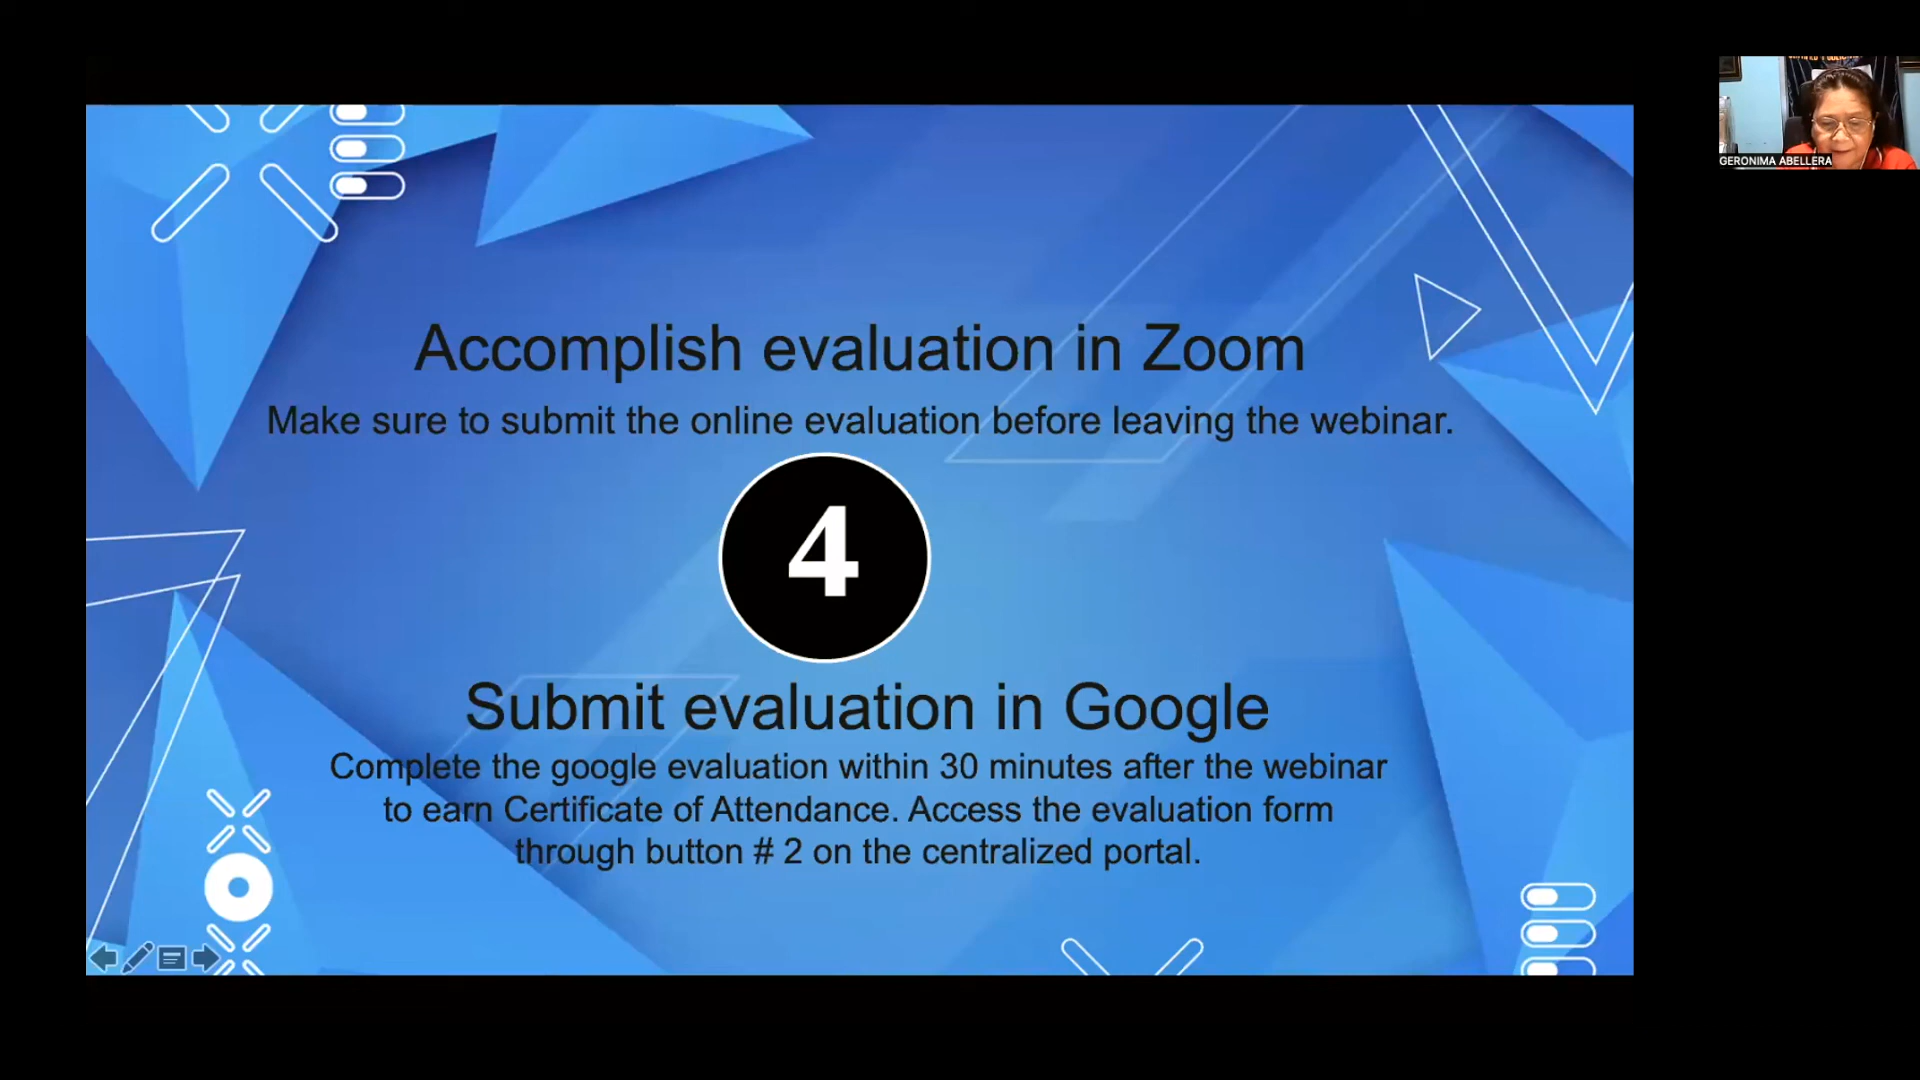 Accomplish evaluation in Zoom
Make sure to submit the online evaluation before leaving the webinar.
4
Submit evaluation in Google
Complete the google evaluation within 30 minutes after the webinar
to earn Certificate of Attendance. Access the evaluation form
through button # 2 on the centralized portal.
GERONIMA ABELLERA